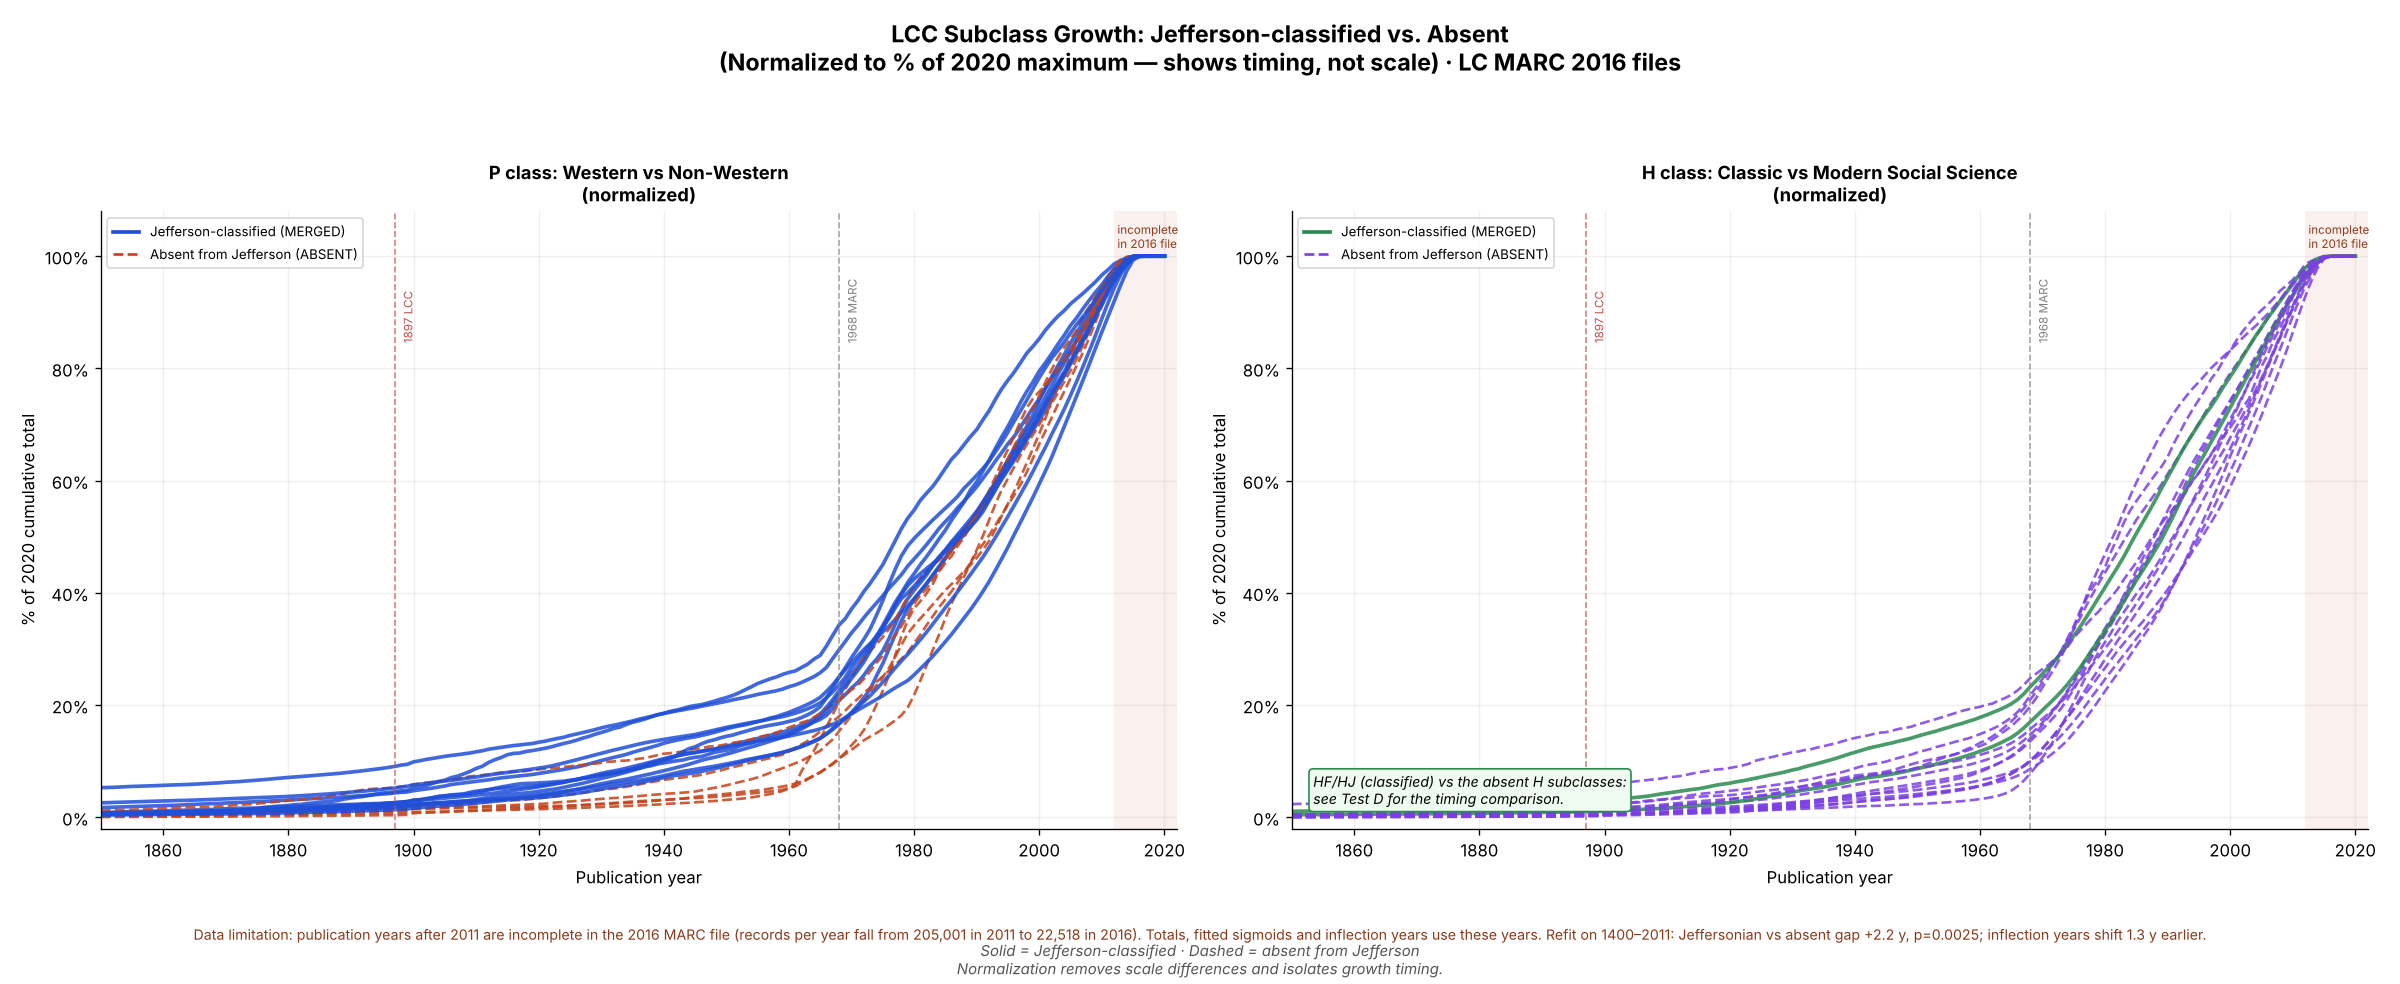 LCC Subclass Growth: Jefferson-classified vs. Absent
(Normalized to % of 2020 maximum — shows timing, not scale) · LC MARC 2016 files
P class: Western vs Non-Western
(normalized)
Jefferson-classified (MERGED)
Absent from Jefferson (ABSENT)
incomplete
in 2016 file
1897 LCC
1968 MARC
100%
80%
60%
40%
20%
0%
% of 2020 cumulative total
1860
1880
1900
1920
1940
1960
1980
2000
2020
Publication year
H class: Classic vs Modern Social Science
(normalized)
Jefferson-classified (MERGED)
Absent from Jefferson (ABSENT)
incomplete
in 2016 file
1897 LCC
1968 MARC
100%
80%
60%
40%
20%
0%
% of 2020 cumulative total
HF/HJ (classified) vs the absent H subclasses:
see Test D for the timing comparison.
1860
1880
1900
1920
1940
1960
1980
2000
2020
Publication year
Data limitation: publication years after 2011 are incomplete in the 2016 MARC file (records per year fall from 205,001 in 2011 to 22,518 in 2016). Totals, fitted sigmoids and inflection years use these years. Refit on 1400–2011: Jeffersonian vs absent gap +2.2 y, p=0.0025; inflection years shift 1.3 y earlier.
Solid = Jefferson-classified · Dashed = absent from Jefferson
Normalization removes scale differences and isolates growth timing.